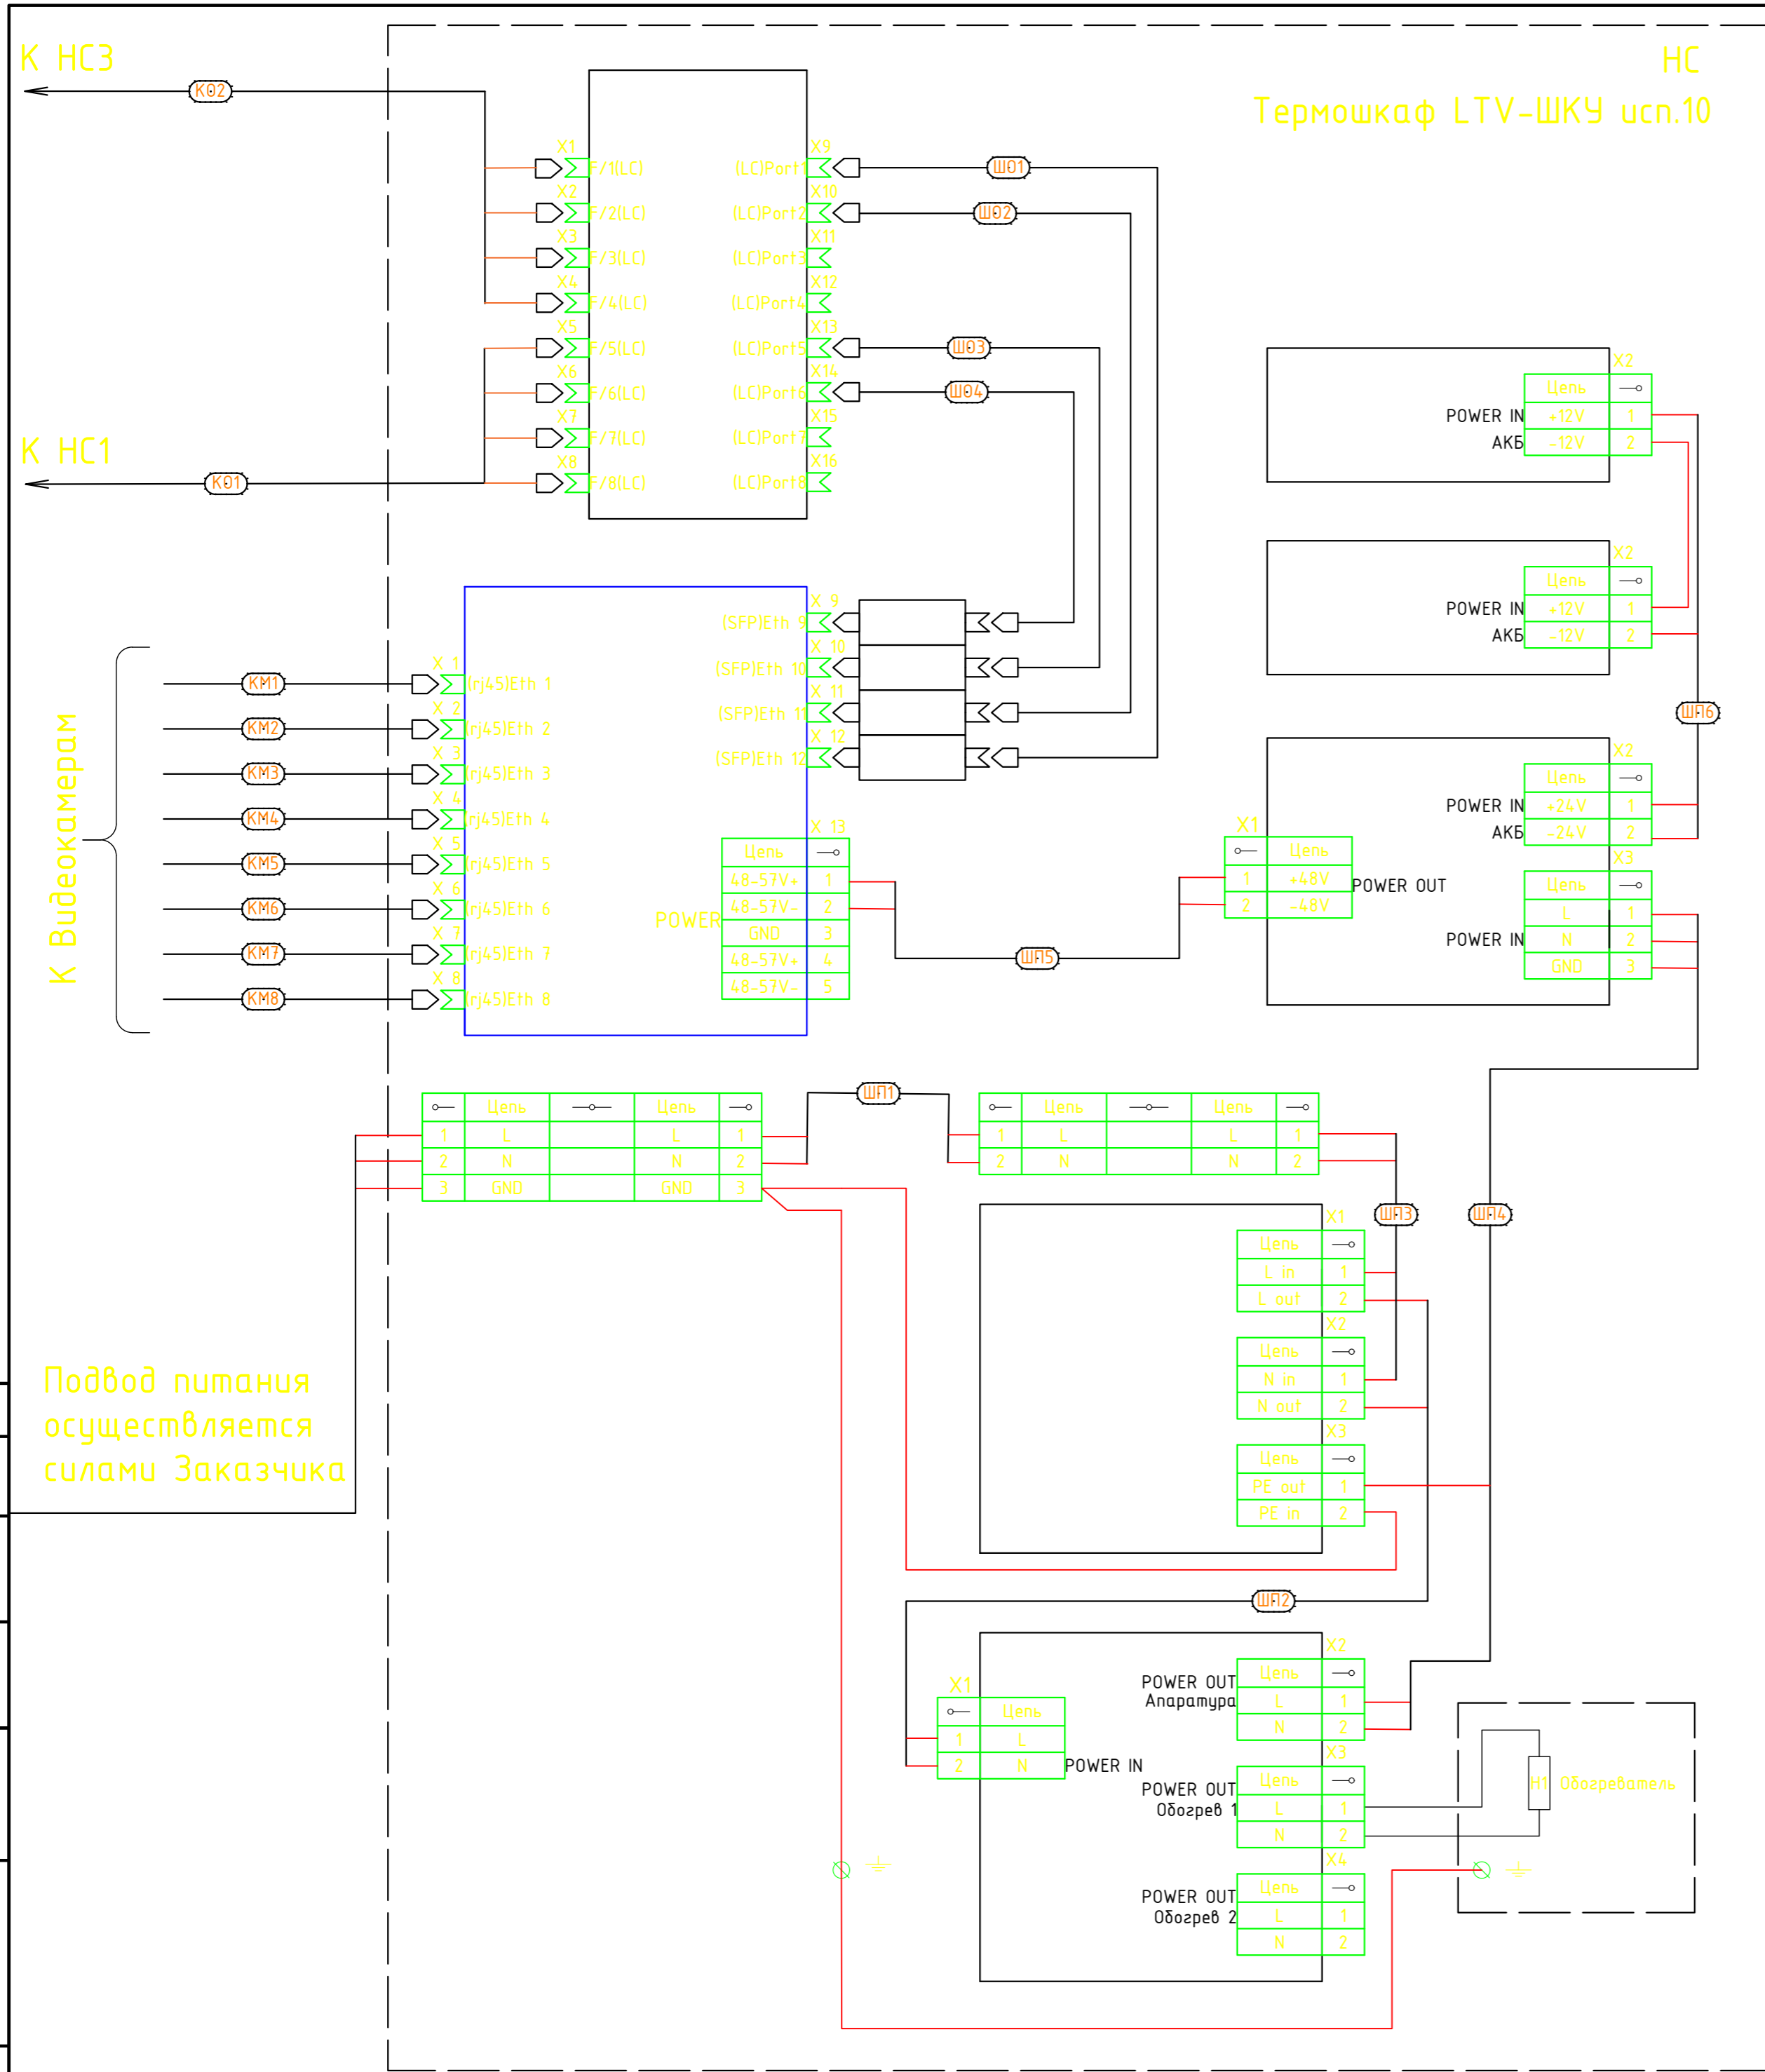 К НС3
КО2
НС
Термошкаф LTV-ШКУ исп.10
X1
F/1(LC)
X2
F/2(LC)
X3
F/3(LC)
X4
F/4(LC)
X5
F/5(LC)
X6
F/6(LC)
X7
F/7(LC)
X8
F/8(LC)
X9
(LC)Port1
X10
(LC)Port2
X11
(LC)Port3
X12
(LC)Port4
X13
(LC)Port5
X14
(LC)Port6
X15
(LC)Port7
X16
(LC)Port8
ШО1
ШО2
ШО3
ШО4
К НС1
КО1
X2
Цепь
POWER IN +12V 1
АКБ -12V 2
X2
Цепь
POWER IN +12V 1
АКБ -12V 2
ШП6
К Видеокамерам
КМ1
КМ2
КМ3
КМ4
КМ5
КМ6
КМ7
КМ8
X 1
(rj45)Eth 1
X 2
(rj45)Eth 2
X 3
(rj45)Eth 3
X 4
(rj45)Eth 4
X 5
(rj45)Eth 5
X 6
(rj45)Eth 6
X 7
(rj45)Eth 7
X 8
(rj45)Eth 8
X 9
(SFP)Eth 9
X 10
(SFP)Eth 10
X 11
(SFP)Eth 11
X 12
(SFP)Eth 12
X 13
Цепь
48-57V+ 1
48-57V- 2
POWER
GND 3
48-57V+ 4
48-57V- 5
ШП5
X1
Цепь
1 +48V
2 -48V
POWER OUT
X2
Цепь
POWER IN +24V 1
АКБ -24V 2
X3
Цепь
L 1
POWER IN N 2
GND 3
Цепь Цепь
1 L L 1
2 N N 2
3 GND GND 3
ШП1
Цепь Цепь
1 L L 1
2 N N 2
ШП3
ШП4
X1
Цепь
L in 1
L out 2
X2
Цепь
N in 1
N out 2
X3
Цепь
PE out 1
PE in 2
Подвод питания
осуществляется
силами Заказчика
ШП2
X1
Цепь
1 L
2 N
POWER IN
X2
POWER OUT
Апаратура
Цепь
L 1
N 2
X3
POWER OUT
Обогрев 1
Цепь
L 1
N 2
X4
POWER OUT
Обогрев 2
Цепь
L 1
N 2
Н1 Обогреватель